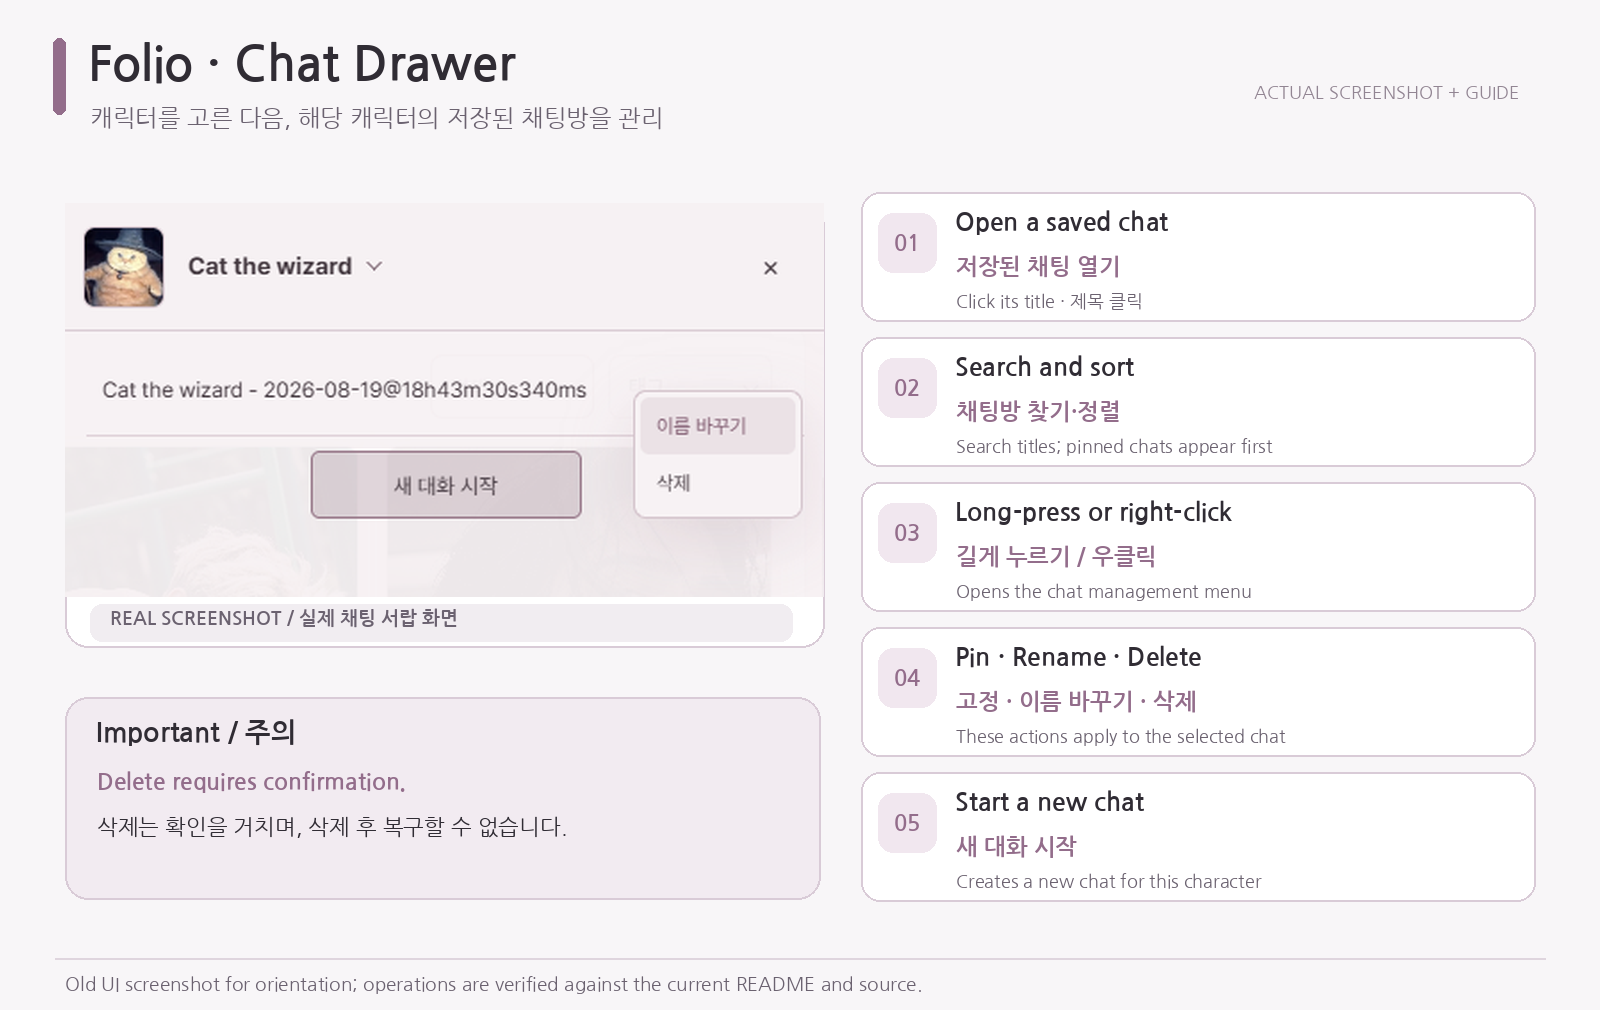 Folio · Chat Drawer
캐릭터를 고른 다음, 해당 캐릭터의 저장된 채팅방을 관리
ACTUAL SCREENSHOT + GUIDE
Cat the wizard
×
Cat the wizard - 2026-08-19@18h43m30s340ms
이름 바꾸기
삭제
새 대화 시작
REAL SCREENSHOT / 실제 채팅 서랍 화면
Important / 주의
Delete requires confirmation.
삭제는 확인을 거치며, 삭제 후 복구할 수 없습니다.
01
Open a saved chat
저장된 채팅 열기
Click its title · 제목 클릭
02
Search and sort
채팅방 찾기·정렬
Search titles; pinned chats appear first
03
Long-press or right-click
길게 누르기 / 우클릭
Opens the chat management menu
04
Pin · Rename · Delete
고정 · 이름 바꾸기 · 삭제
These actions apply to the selected chat
05
Start a new chat
새 대화 시작
Creates a new chat for this character
Old UI screenshot for orientation; operations are verified against the current README and source.